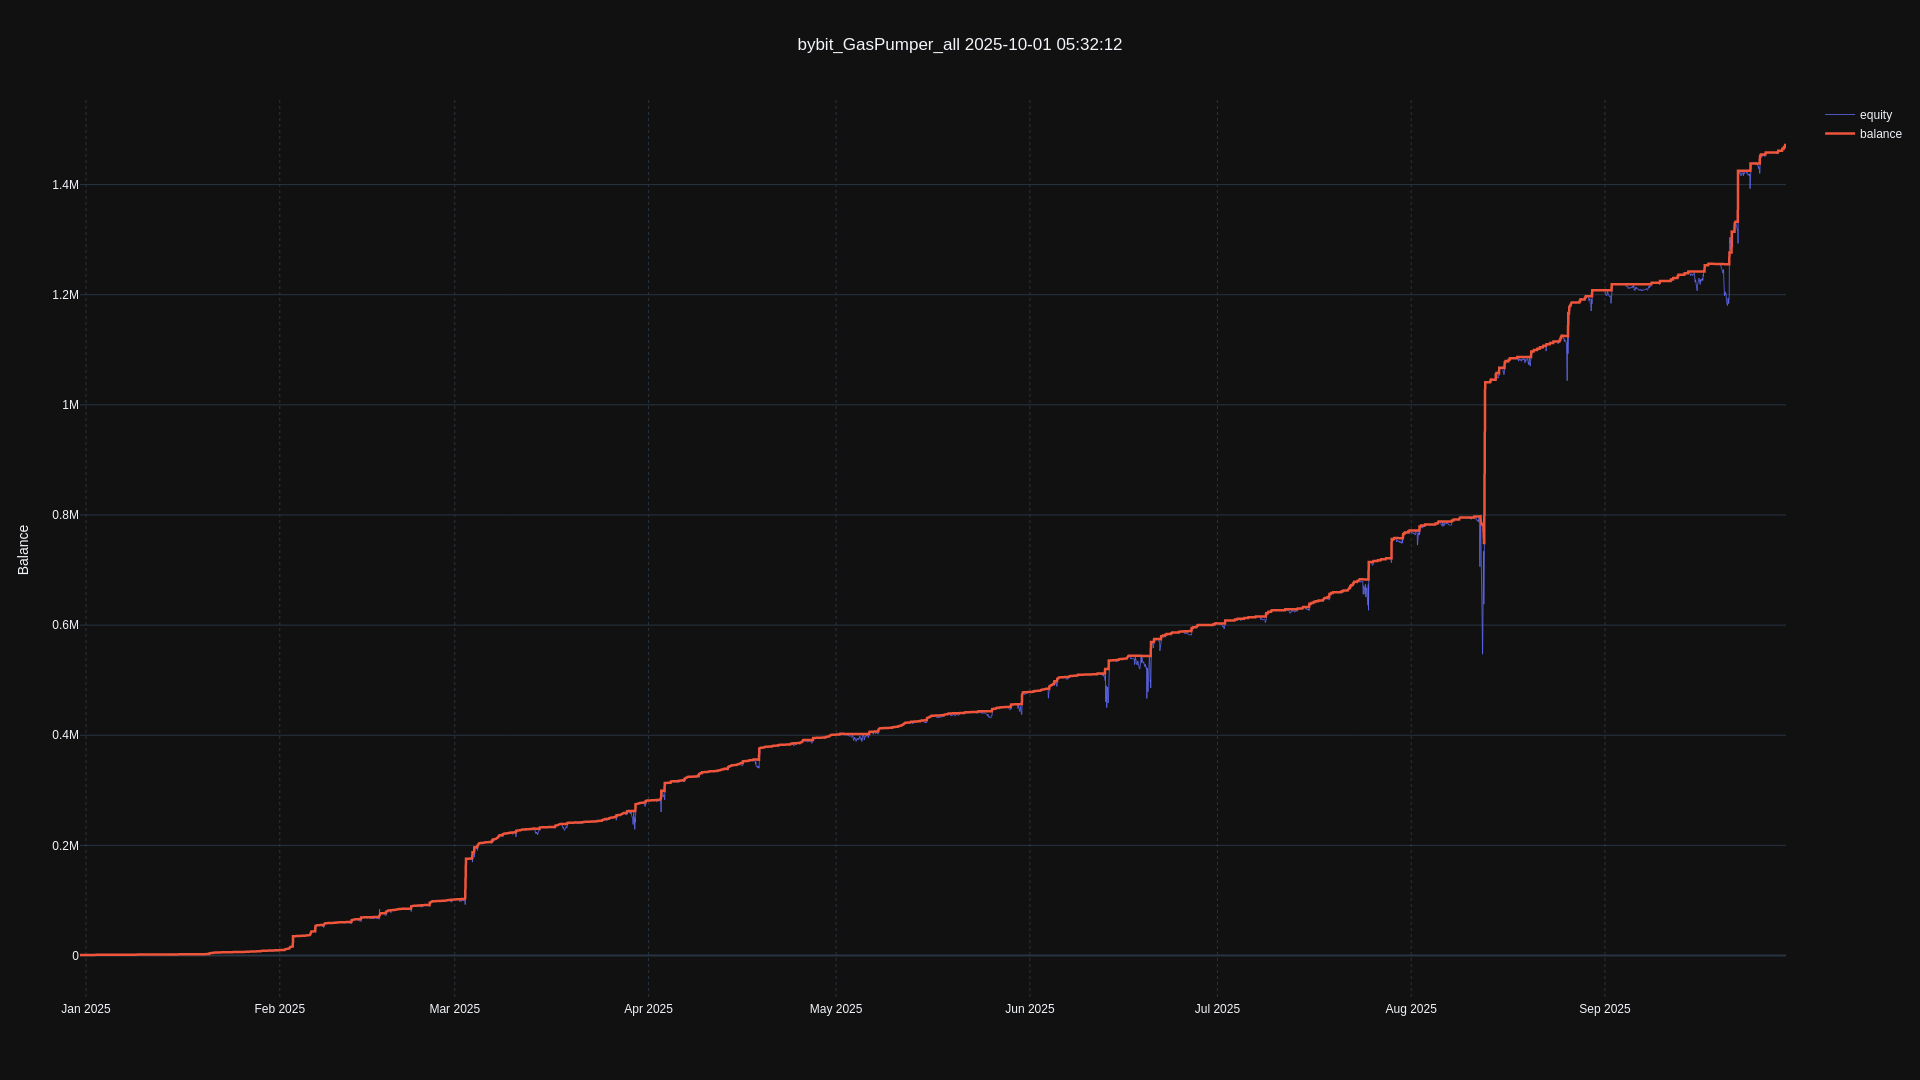 bybit_GasPumper_all 2025-10-01 05:32:12
equity
balance
Balance
1.4M
1.2M
1M
0.8M
0.6M
0.4M
0.2M
0
Jan 2025
Feb 2025
Mar 2025
Apr 2025
May 2025
Jun 2025
Jul 2025
Aug 2025
Sep 2025